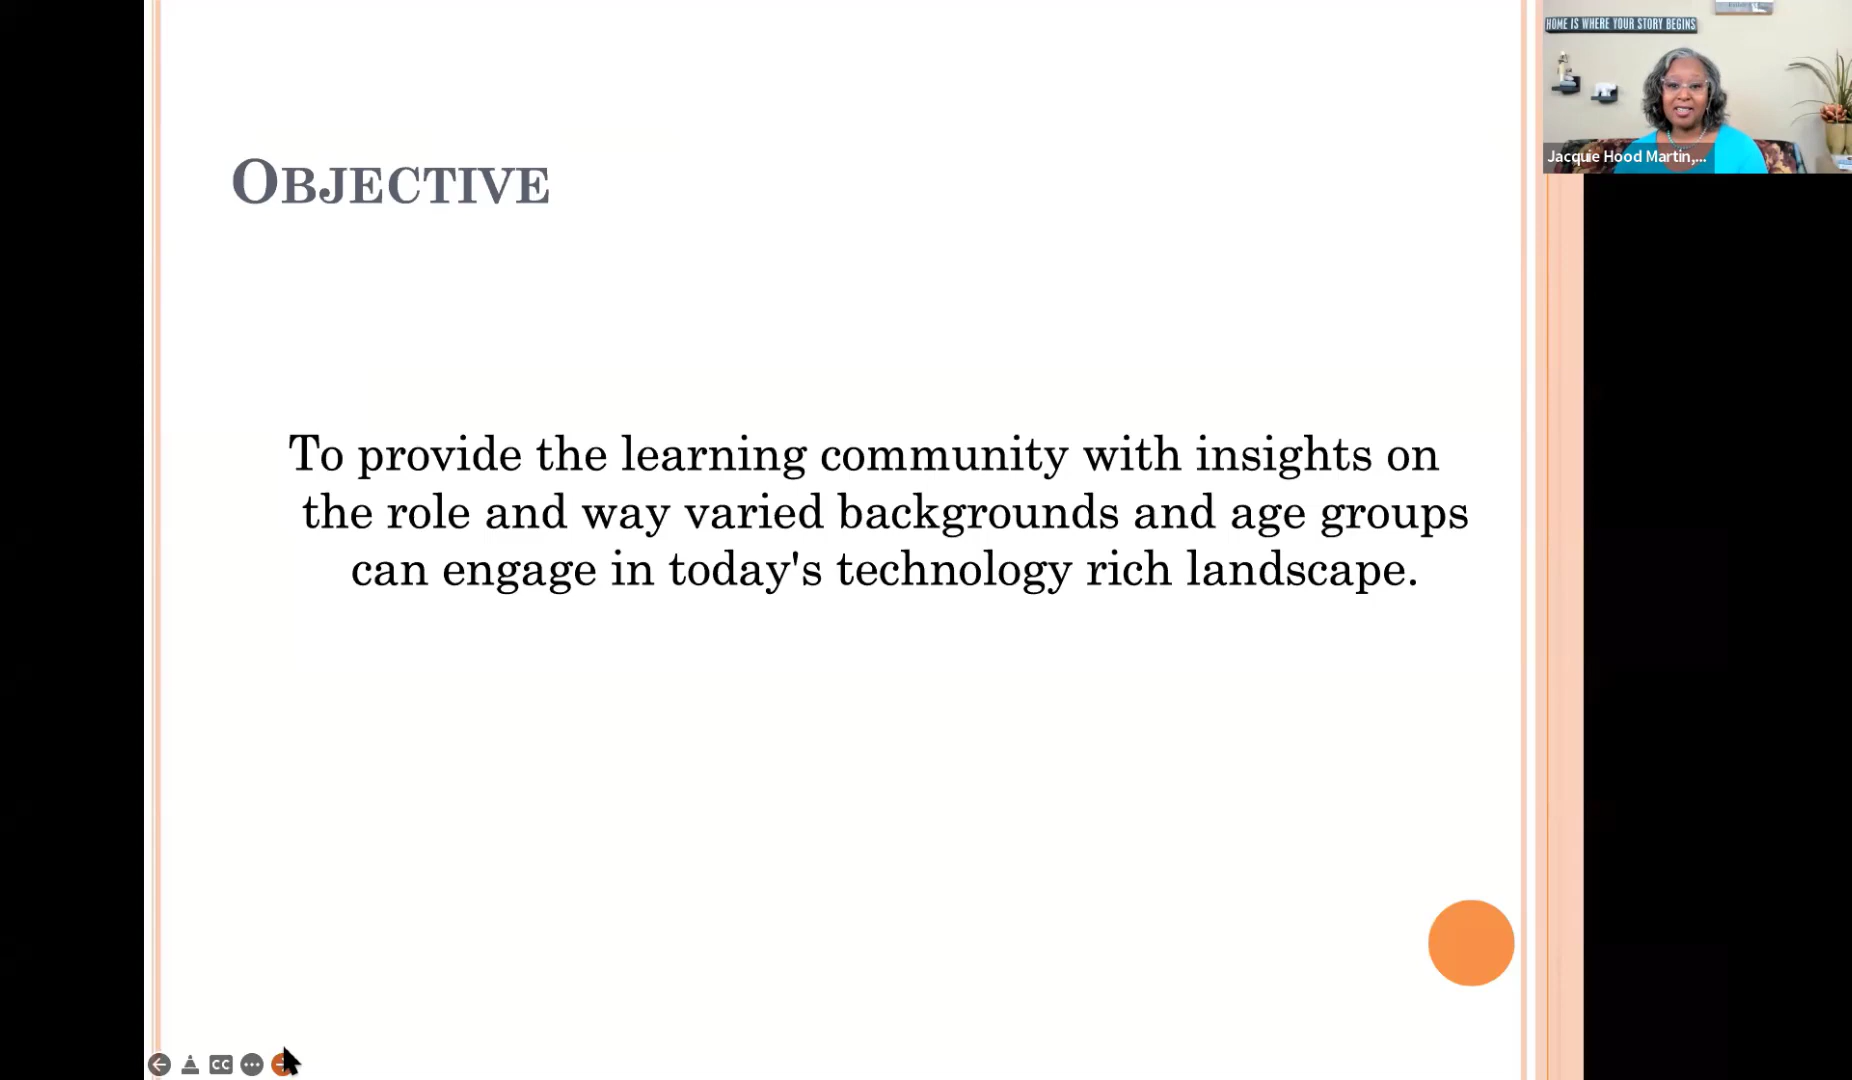 HOME IS WHERE YOUR STORY BEGINS
Jacquie Hood Martin,...
OBJECTIVE
To provide the learning community with insights on
the role and way varied backgrounds and age groups
can engage in today's technology rich landscape.
CC